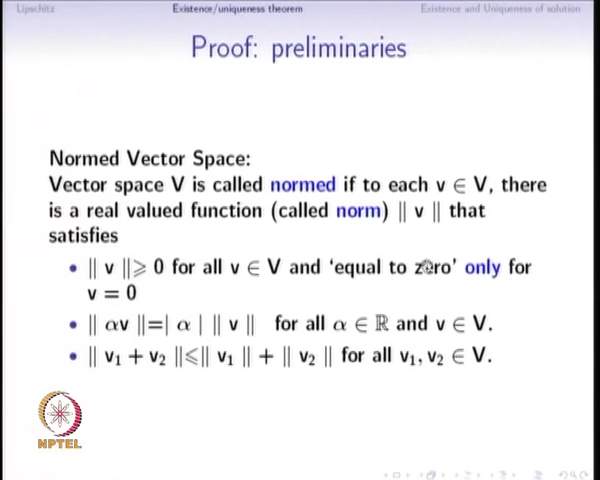 Lipschitz Existence/uniqueness theorem Existence and Uniqueness of solution
Proof: preliminaries
Normed Vector Space:
Vector space V is called normed if to each v ∈ V, there
is a real valued function (called norm) ‖ v ‖ that
satisfies
• ‖ v ‖⩾ 0 for all v ∈ V and ‘equal to zero’ only for
v = 0
• ‖ αv ‖=| α | ‖ v ‖ for all α ∈ ℝ and v ∈ V.
• ‖ v₁ + v₂ ‖⩽‖ v₁ ‖ + ‖ v₂ ‖ for all v₁, v₂ ∈ V.
NPTEL